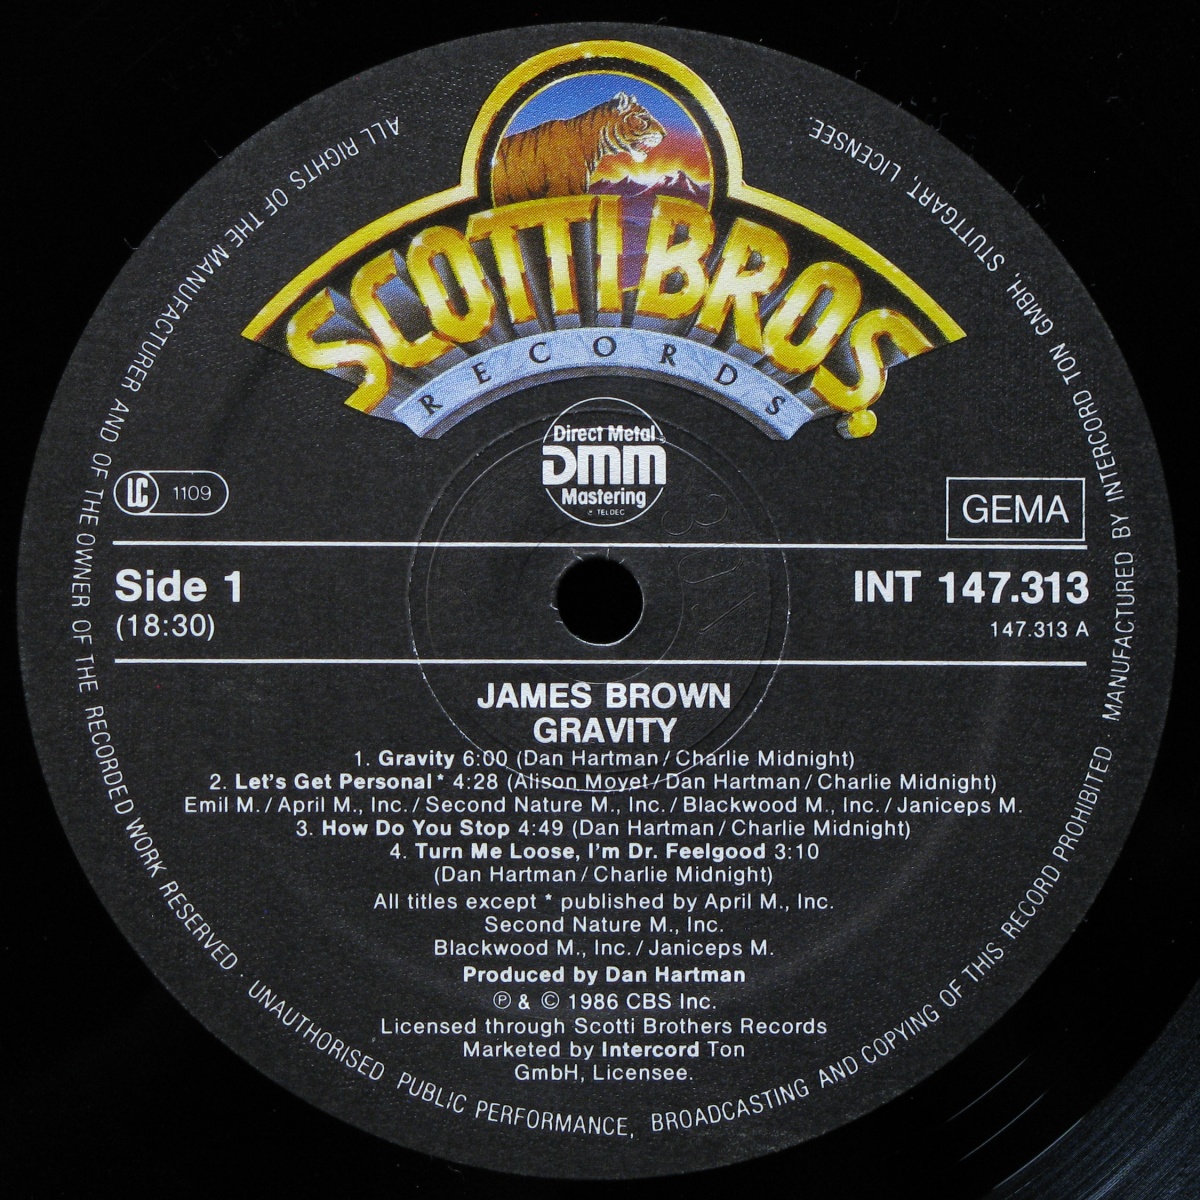 SCOTTI BROS.
RECORDS
Direct Metal
DMM
Mastering
© TELDEC
LC 1109
GEMA
Side 1
(18:30)
INT 147.313
147.313 A
JAMES BROWN
GRAVITY
1. Gravity 6:00 (Dan Hartman/Charlie Midnight)
2. Let's Get Personal* 4:28 (Alison Moyet/Dan Hartman/Charlie Midnight)
Emil M./April M., Inc./Second Nature M., Inc./Blackwood M., Inc./Janiceps M.
3. How Do You Stop 4:49 (Dan Hartman/Charlie Midnight)
4. Turn Me Loose, I'm Dr. Feelgood 3:10
(Dan Hartman/Charlie Midnight)
All titles except * published by April M., Inc.
Second Nature M., Inc.
Blackwood M., Inc./Janiceps M.
Produced by Dan Hartman
℗ & © 1986 CBS Inc.
Licensed through Scotti Brothers Records
Marketed by Intercord Ton
GmbH, Licensee.
ALL RIGHTS OF THE MANUFACTURER AND OF THE OWNER OF THE RECORDED WORK RESERVED · UNAUTHORISED PUBLIC PERFORMANCE, BROADCASTING AND COPYING OF THIS RECORD PROHIBITED · MANUFACTURED BY INTERCORD TON GMBH, STUTTGART, LICENSEE.